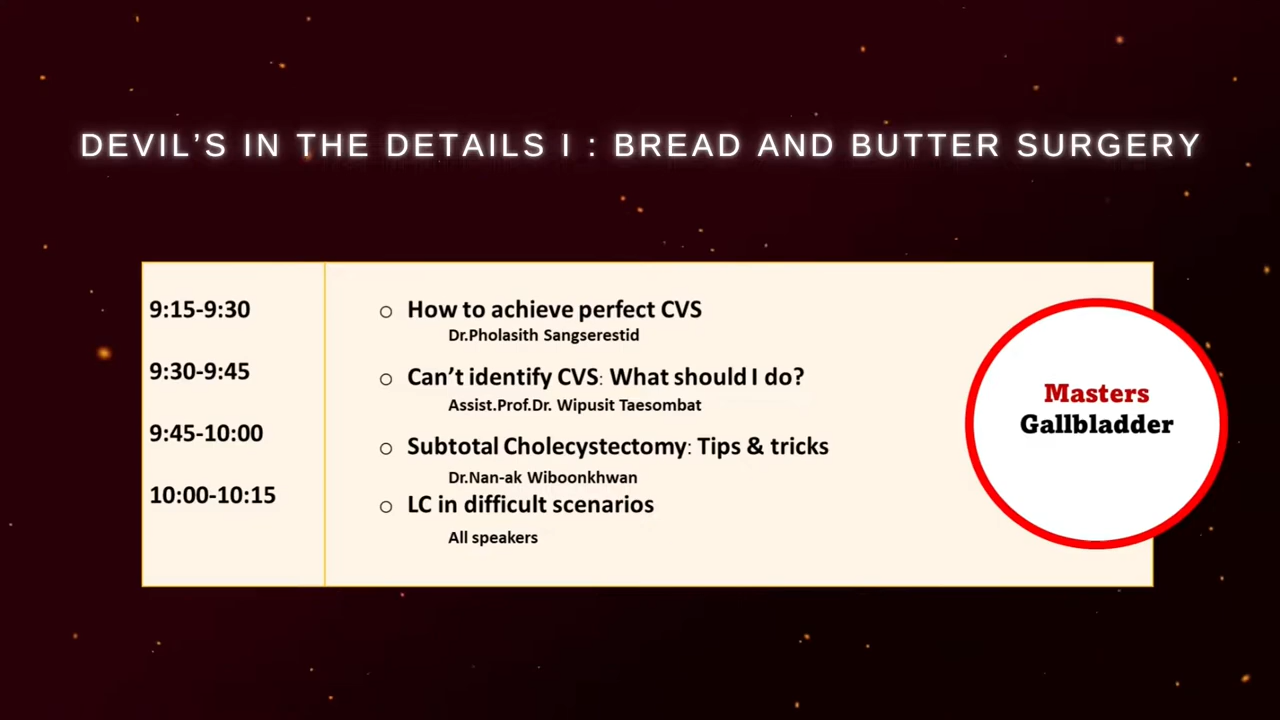 DEVIL’S IN THE DETAILS I : BREAD AND BUTTER SURGERY
9:15-9:30
How to achieve perfect CVS
Dr.Pholasith Sangserestid
9:30-9:45
Can’t identify CVS: What should I do?
Assist.Prof.Dr. Wipusit Taesombat
9:45-10:00
Subtotal Cholecystectomy: Tips & tricks
Dr.Nan-ak Wiboonkhwan
10:00-10:15
LC in difficult scenarios
All speakers
Masters
Gallbladder